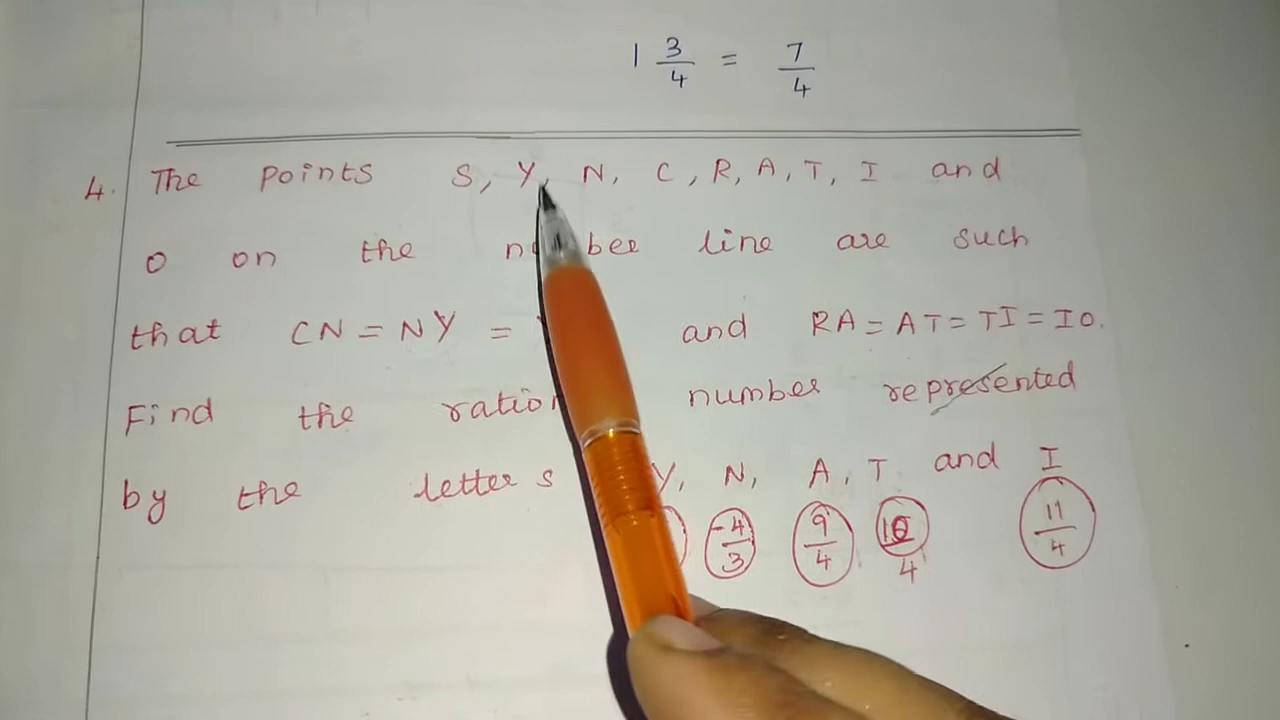 1 3/4 = 7/4
4. The points S, Y, N, C, R, A, T, I and
O on the line are such
that CN = NY = and RA = AT = TI = IO.
Find the number represented
by the letters Y, N, A, T and I
-4/3 9/4 10/4 11/4